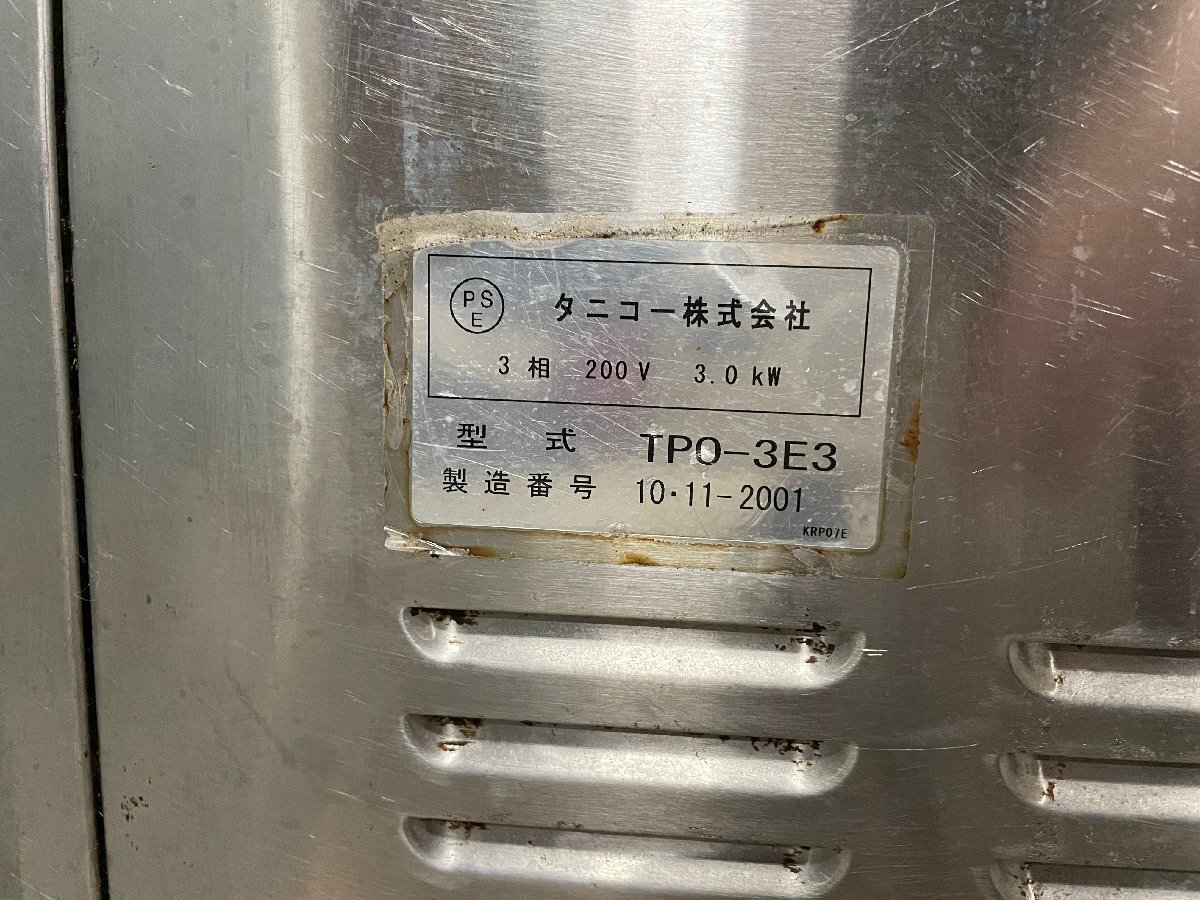 PS
E
タニコー株式会社
3相 200V 3.0kW
型式 TPO-3E3
製造番号 10・11-2001
KRP07E